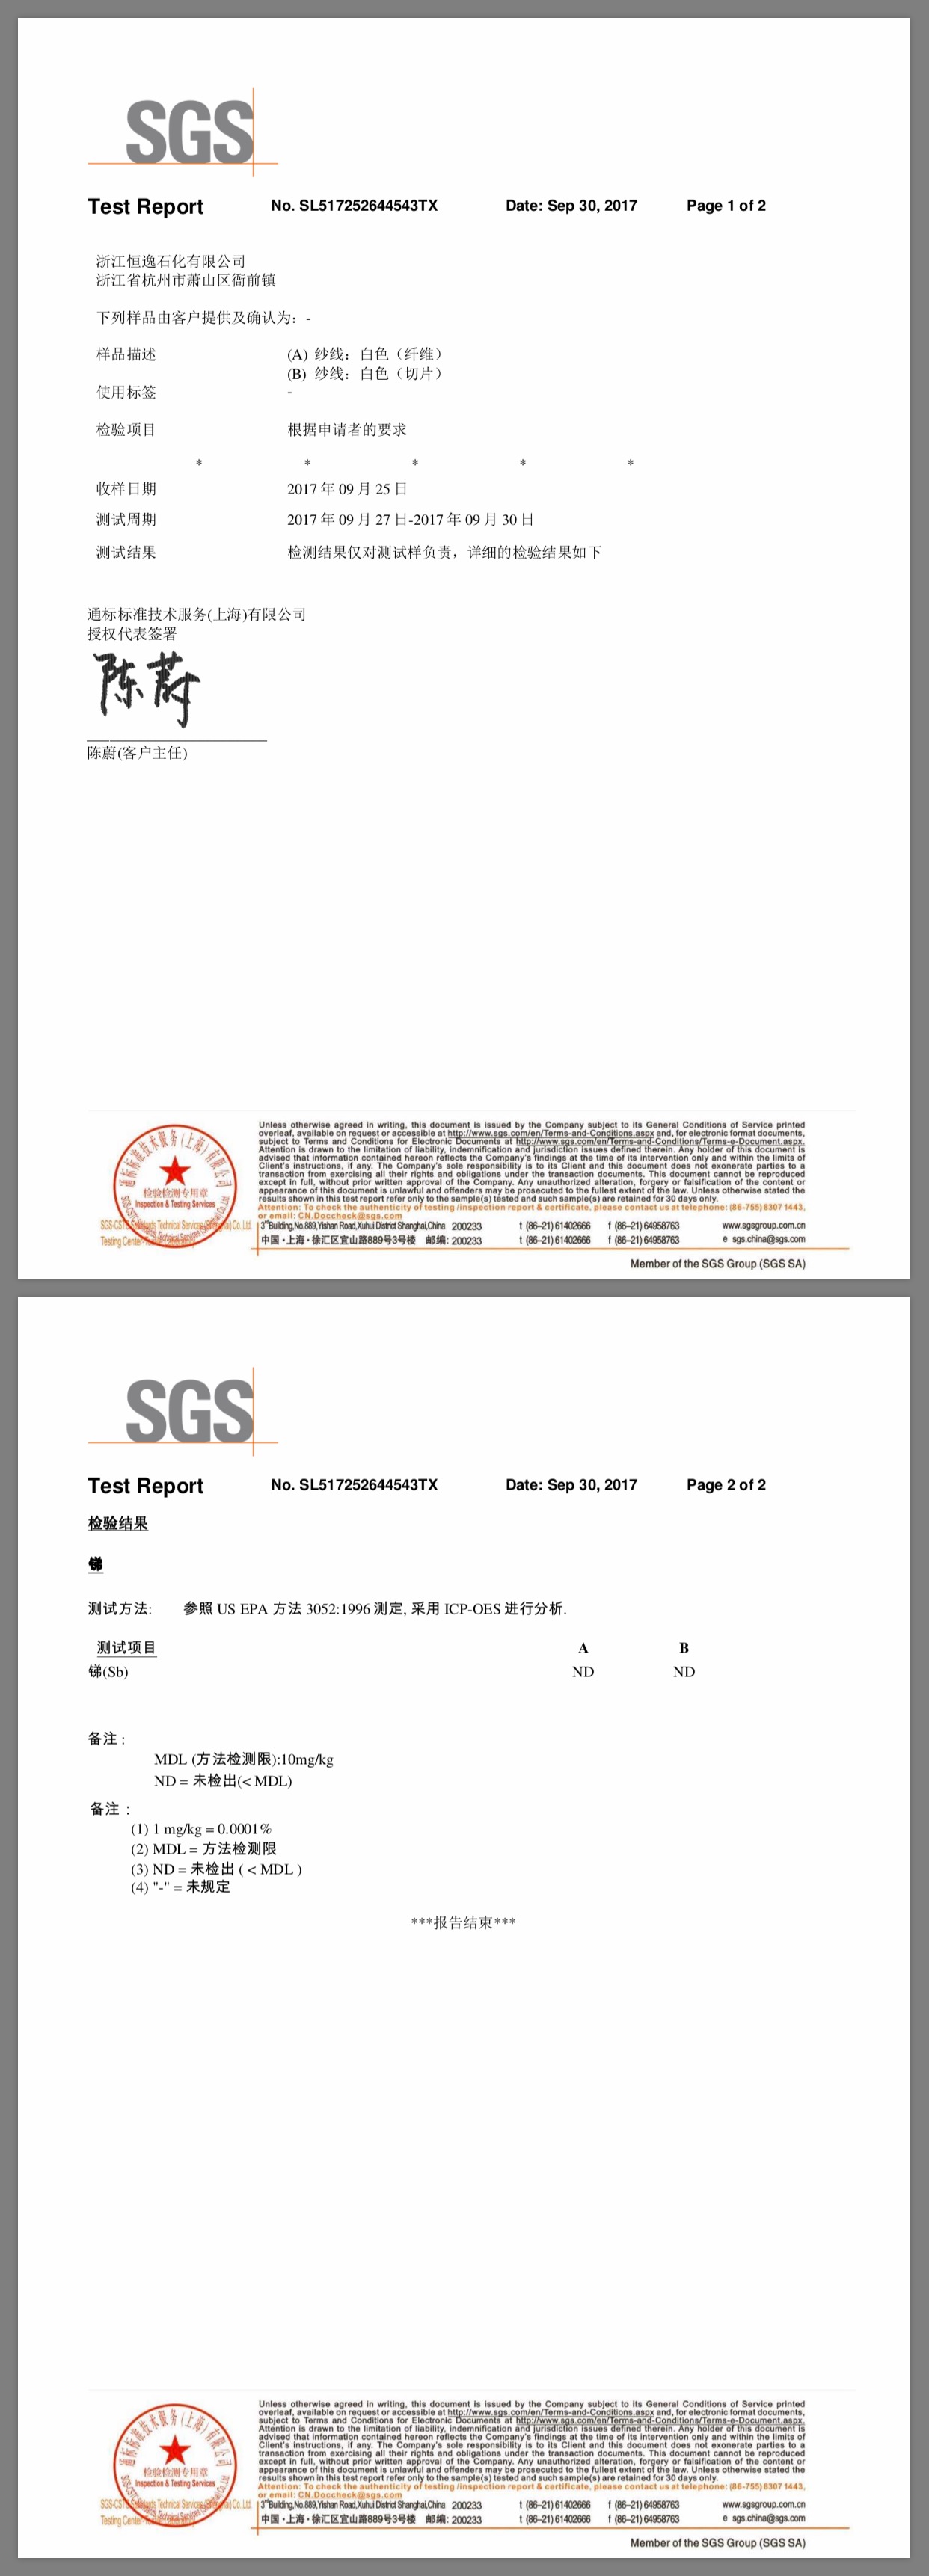 SGS
Test Report No. SL517252644543TX Date: Sep 30, 2017 Page 1 of 2
浙江恒逸石化有限公司
浙江省杭州市萧山区衙前镇
下列样品由客户提供及确认为：-
样品描述 (A) 纱线：白色（纤维）
(B) 纱线：白色（切片）
使用标签 -
检验项目 根据申请者的要求
* * * * *
收样日期 2017 年 09 月 25 日
测试周期 2017 年 09 月 27 日-2017 年 09 月 30 日
测试结果 检测结果仅对测试样负责，详细的检验结果如下
通标标准技术服务(上海)有限公司
授权代表签署
陈蔚
陈蔚(客户主任)
通标标准技术服务(上海)有限公司
检验检测专用章
Inspection & Testing Services
Unless otherwise agreed in writing, this document is issued by the Company subject to its General Conditions of Service printed
overleaf, available on request or accessible at http://www.sgs.com/en/Terms-and-Conditions.aspx and, for electronic format documents,
subject to Terms and Conditions for Electronic Documents at http://www.sgs.com/en/Terms-and-Conditions/Terms-e-Document.aspx.
Attention is drawn to the limitation of liability, indemnification and jurisdiction issues defined therein. Any holder of this document is
advised that information contained hereon reflects the Company's findings at the time of its intervention only and within the limits of
Client's instructions, if any. The Company's sole responsibility is to its Client and this document does not exonerate parties to a
transaction from exercising all their rights and obligations under the transaction documents. This document cannot be reproduced
except in full, without prior written approval of the Company. Any unauthorized alteration, forgery or falsification of the content or
appearance of this document is unlawful and offenders may be prosecuted to the fullest extent of the law. Unless otherwise stated the
results shown in this test report refer only to the sample(s) tested and such sample(s) are retained for 30 days only.
Attention: To check the authenticity of testing /inspection report & certificate, please contact us at telephone: (86-755) 8307 1443,
or email: CN.Doccheck@sgs.com
3rd Building,No.889,Yishan Road,Xuhui District Shanghai,China 200233 t (86–21) 61402666 f (86–21) 64958763 www.sgsgroup.com.cn
中国・上海・徐汇区宜山路889号3号楼 邮编: 200233 t (86–21) 61402666 f (86–21) 64958763 e sgs.china@sgs.com
Member of the SGS Group (SGS SA)
SGS
Test Report No. SL517252644543TX Date: Sep 30, 2017 Page 2 of 2
检验结果
锑
测试方法: 参照 US EPA 方法 3052:1996 测定, 采用 ICP-OES 进行分析.
测试项目 A B
锑(Sb) ND ND
备注 :
MDL (方法检测限):10mg/kg
ND = 未检出(< MDL)
备注 ：
(1) 1 mg/kg = 0.0001%
(2) MDL = 方法检测限
(3) ND = 未检出 ( < MDL )
(4) "-" = 未规定
***报告结束***
通标标准技术服务(上海)有限公司
检验检测专用章
Inspection & Testing Services
Unless otherwise agreed in writing, this document is issued by the Company subject to its General Conditions of Service printed
overleaf, available on request or accessible at http://www.sgs.com/en/Terms-and-Conditions.aspx and, for electronic format documents,
subject to Terms and Conditions for Electronic Documents at http://www.sgs.com/en/Terms-and-Conditions/Terms-e-Document.aspx.
Attention is drawn to the limitation of liability, indemnification and jurisdiction issues defined therein. Any holder of this document is
advised that information contained hereon reflects the Company's findings at the time of its intervention only and within the limits of
Client's instructions, if any. The Company's sole responsibility is to its Client and this document does not exonerate parties to a
transaction from exercising all their rights and obligations under the transaction documents. This document cannot be reproduced
except in full, without prior written approval of the Company. Any unauthorized alteration, forgery or falsification of the content or
appearance of this document is unlawful and offenders may be prosecuted to the fullest extent of the law. Unless otherwise stated the
results shown in this test report refer only to the sample(s) tested and such sample(s) are retained for 30 days only.
Attention: To check the authenticity of testing /inspection report & certificate, please contact us at telephone: (86-755) 8307 1443,
or email: CN.Doccheck@sgs.com
3rd Building,No.889,Yishan Road,Xuhui District Shanghai,China 200233 t (86–21) 61402666 f (86–21) 64958763 www.sgsgroup.com.cn
中国・上海・徐汇区宜山路889号3号楼 邮编: 200233 t (86–21) 61402666 f (86–21) 64958763 e sgs.china@sgs.com
Member of the SGS Group (SGS SA)